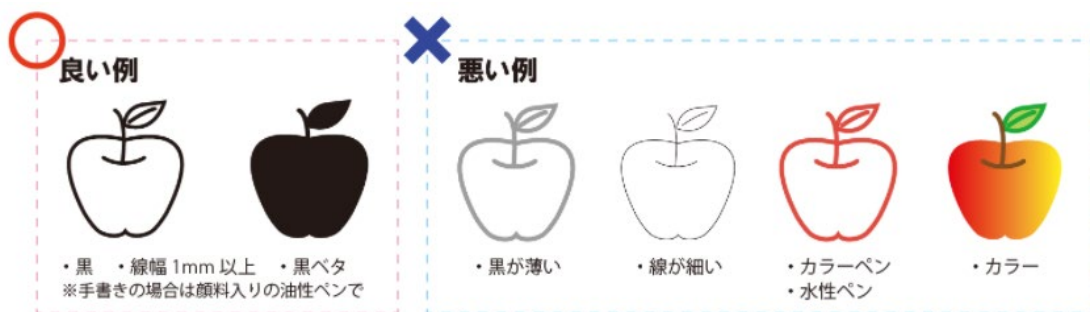 良い例
・黒 ・線幅 1mm 以上 ・黒ベタ
※手書きの場合は顔料入りの油性ペンで
悪い例
・黒が薄い
・線が細い
・カラーペン
・水性ペン
・カラー